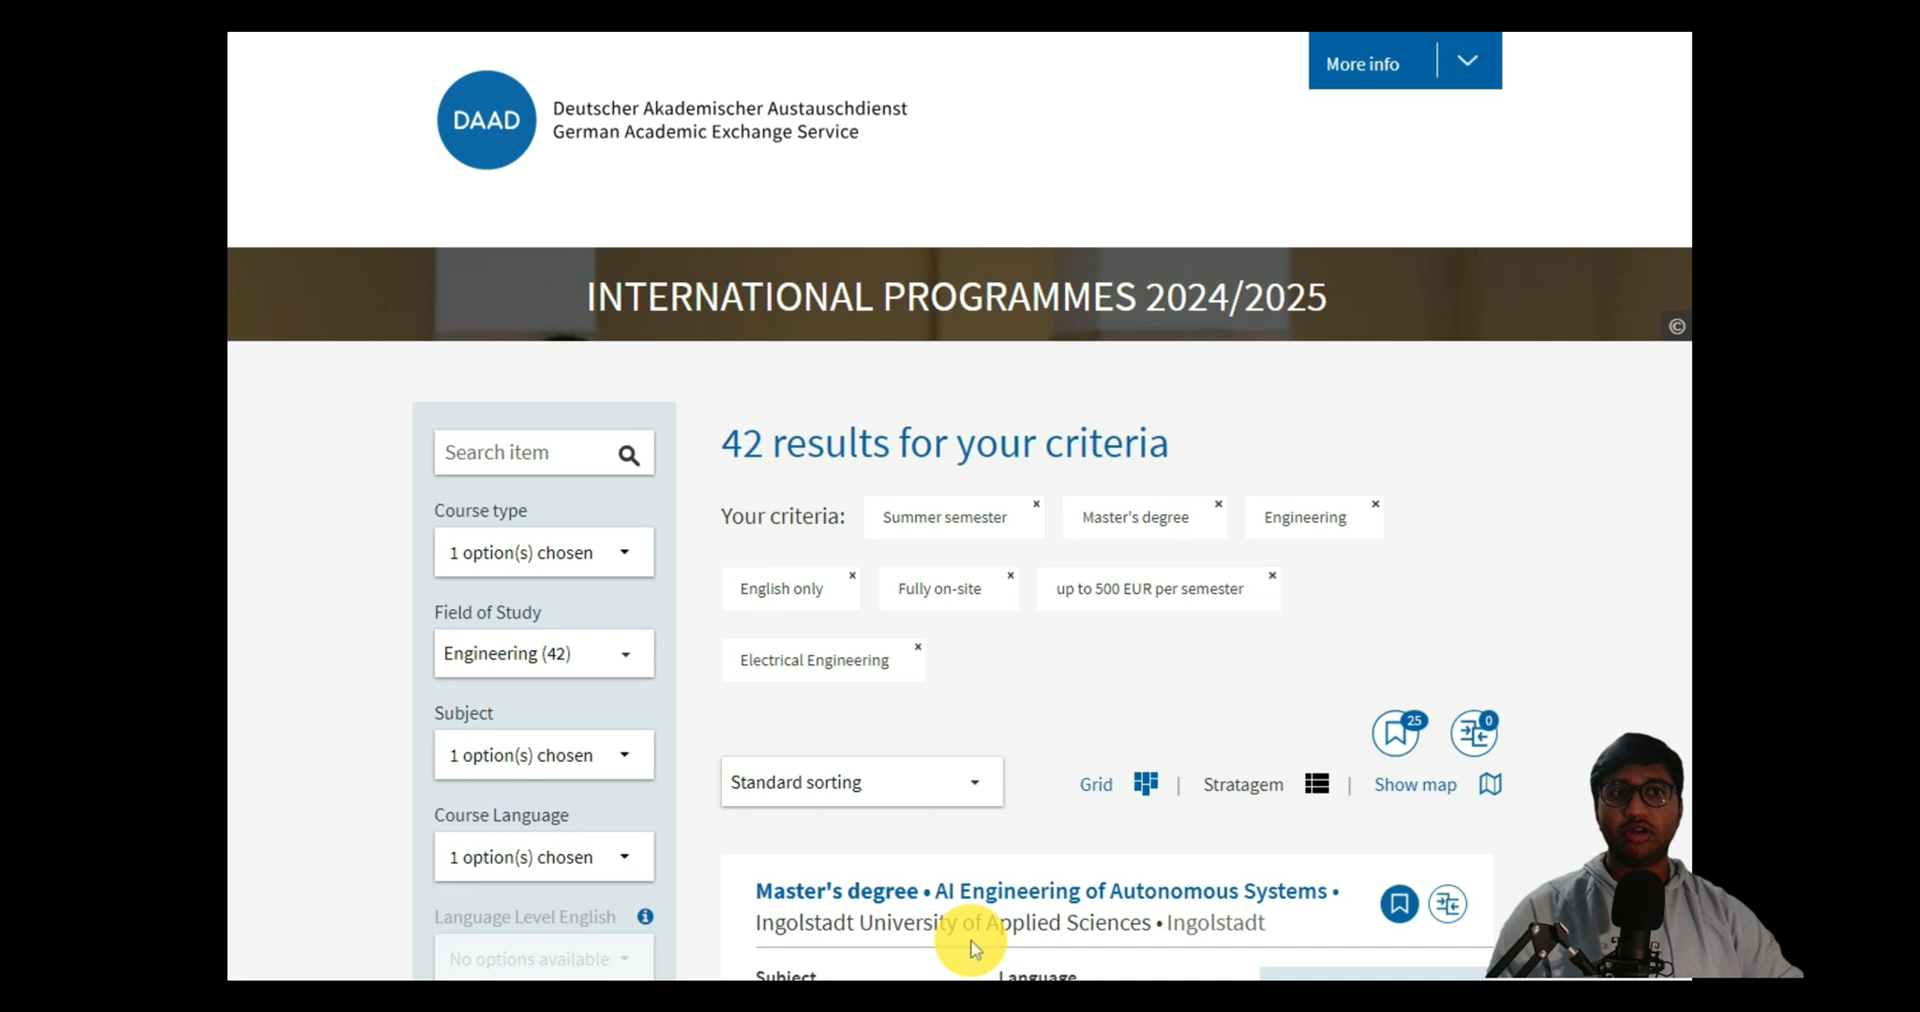 More info
DAAD
Deutscher Akademischer Austauschdienst
German Academic Exchange Service
INTERNATIONAL PROGRAMMES 2024/2025
©
Search item
Course type
1 option(s) chosen
Field of Study
Engineering (42)
Subject
1 option(s) chosen
Course Language
1 option(s) chosen
Language Level English
No options available
42 results for your criteria
Your criteria: Summer semester × Master's degree × Engineering ×
English only × Fully on-site × up to 500 EUR per semester ×
Electrical Engineering ×
25 0
Standard sorting Grid | Stratagem | Show map
Master's degree • AI Engineering of Autonomous Systems •
Ingolstadt University of Applied Sciences • Ingolstadt
Subject Language